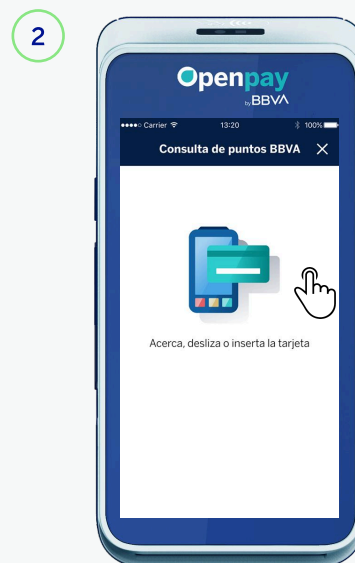 2
Openpay
by BBVA
Carrier 13:20 100%
Consulta de puntos BBVA
Acerca, desliza o inserta la tarjeta